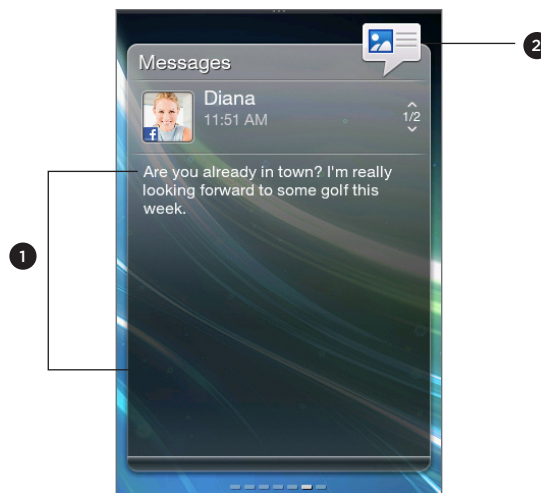 Messages
2
Diana
11:51 AM
1/2
Are you already in town? I'm really
looking forward to some golf this
week.
1